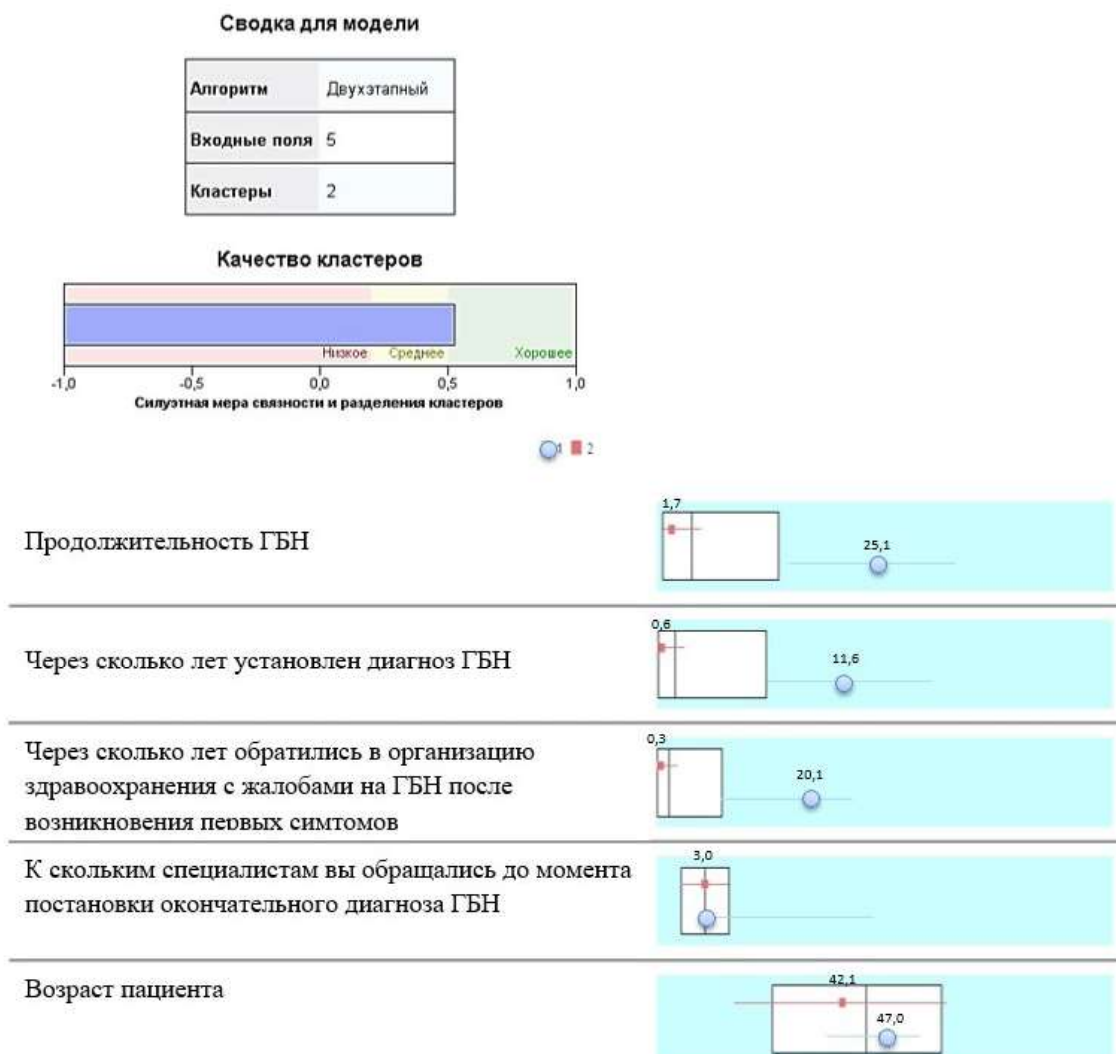 Сводка для модели
Алгоритм Двухэтапный
Входные поля 5
Кластеры 2
Качество кластеров
Низкое Среднее Хорошее
-1,0 -0,5 0,0 0,5 1,0
Силуэтная мера связности и разделения кластеров
1 2
Продолжительность ГБН
1,7
25,1
Через сколько лет установлен диагноз ГБН
0,6
11,6
Через сколько лет обратились в организацию
здравоохранения с жалобами на ГБН после
возникновения первых симтомов
0,3
20,1
К скольким специалистам вы обращались до момента
постановки окончательного диагноза ГБН
3,0
Возраст пациента
42,1
47,0